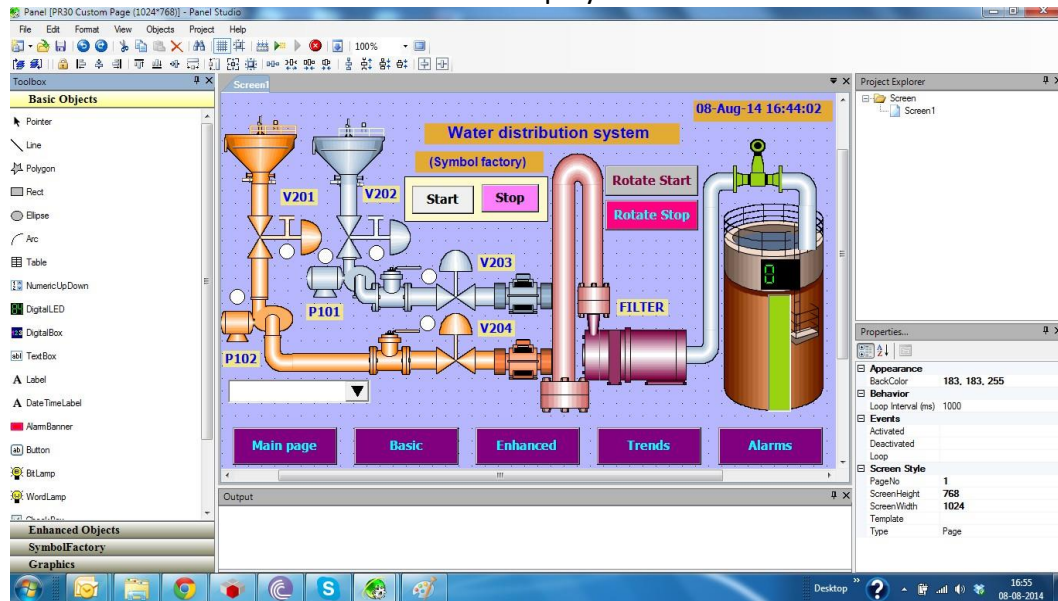 Panel [PR30 Custom Page (1024*768)] - Panel Studio
File Edit Format View Objects Project Help
100%
Toolbox
Basic Objects
Pointer
Line
Polygon
Rect
Ellipse
Arc
Table
NumericUpDown
DigitalLED
DigitalBox
TextBox
Label
DateTimeLabel
AlarmBanner
Button
BitLamp
WordLamp
CheckBox
Enhanced Objects
SymbolFactory
Graphics
Screen1
08-Aug-14 16:44:02
Water distribution system
(Symbol factory)
Start
Stop
Rotate Start
Rotate Stop
V201
V202
V203
V204
P101
P102
FILTER
0
Main page
Basic
Enhanced
Trends
Alarms
Output
Project Explorer
Screen
Screen1
Properties...
Appearance
BackColor 183, 183, 255
Behavior
Loop Interval (ms) 1000
Events
Activated
Deactivated
Loop
Screen Style
PageNo 1
ScreenHeight 768
ScreenWidth 1024
Template
Type Page
Desktop
16:55
08-08-2014